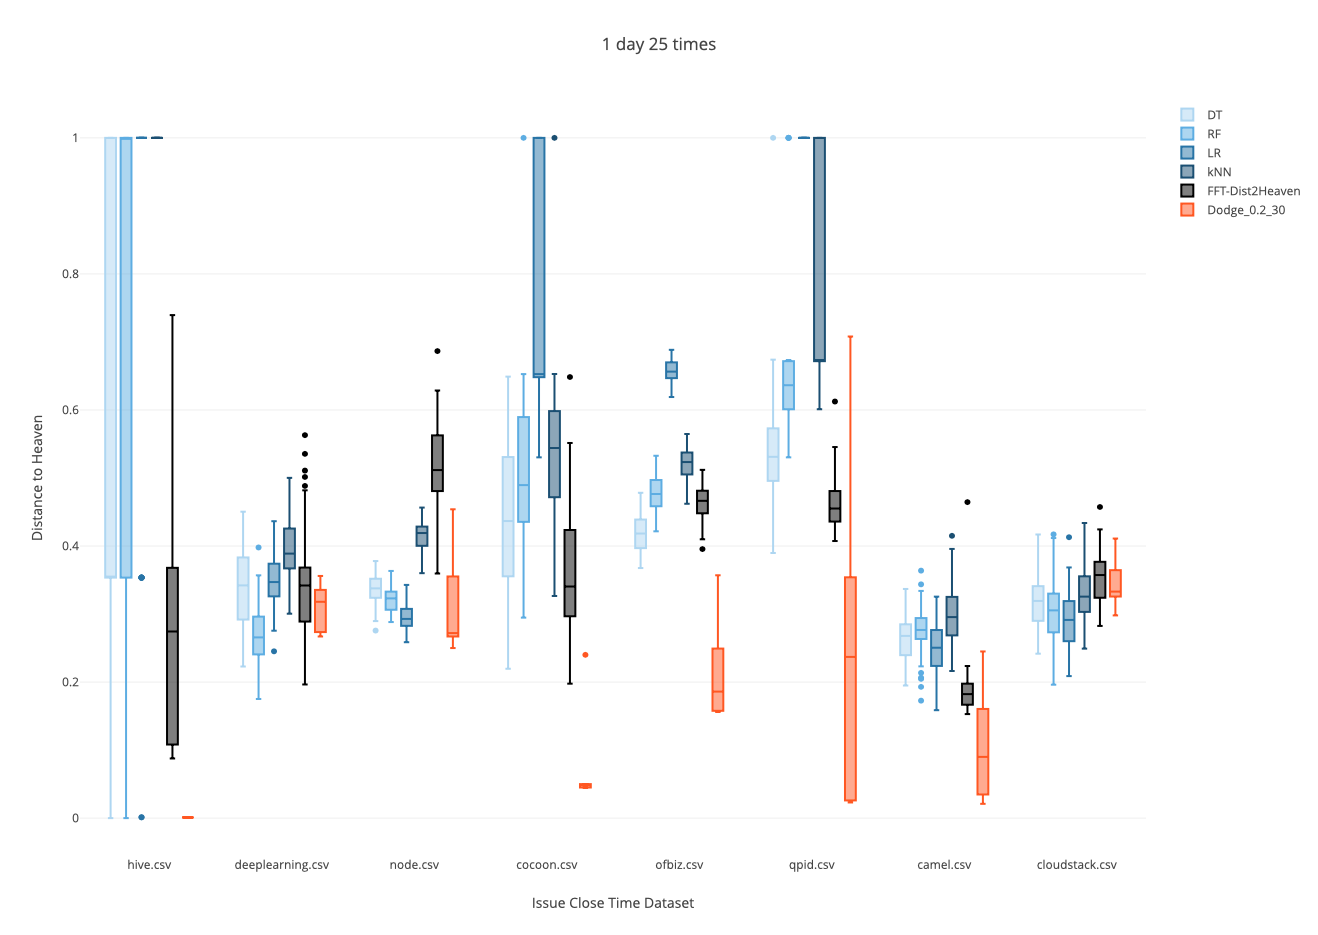 1 day 25 times
DT
RF
LR
kNN
FFT-Dist2Heaven
Dodge_0.2_30
1
0.8
0.6
0.4
0.2
0
Distance to Heaven
hive.csv
deeplearning.csv
node.csv
cocoon.csv
ofbiz.csv
qpid.csv
camel.csv
cloudstack.csv
Issue Close Time Dataset